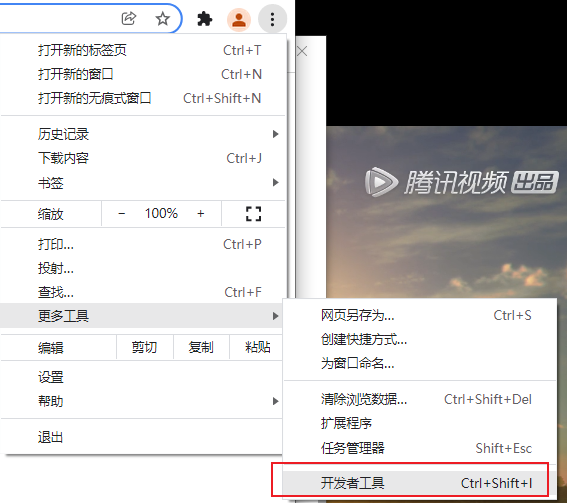 打开新的标签页 Ctrl+T
打开新的窗口 Ctrl+N
打开新的无痕式窗口 Ctrl+Shift+N
历史记录
下载内容 Ctrl+J
书签
缩放 − 100% +
打印... Ctrl+P
投射...
查找... Ctrl+F
更多工具
编辑 剪切 复制 粘贴
设置
帮助
退出
腾讯视频 出品
网页另存为... Ctrl+S
创建快捷方式...
为窗口命名...
清除浏览数据... Ctrl+Shift+Del
扩展程序
任务管理器 Shift+Esc
开发者工具 Ctrl+Shift+I